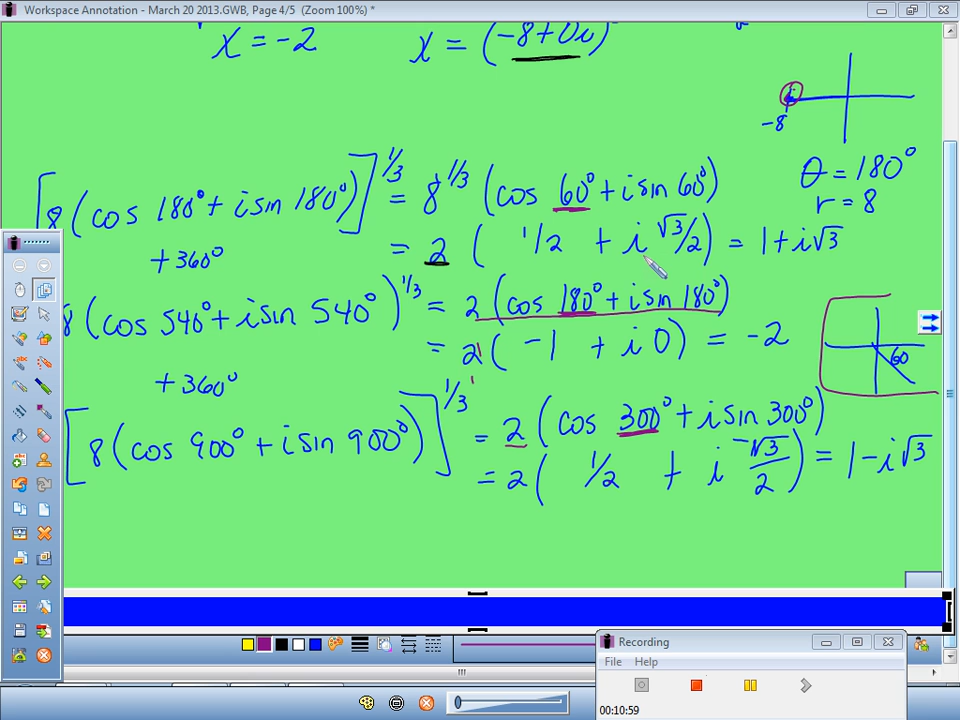 Workspace Annotation - March 20 2013.GWB, Page 4/5 (Zoom 100%) *
x = -2    x = (-8+0i)
-8
θ = 180°
r = 8
[8(cos 180° + i sin 180°)]^1/3 = 8^1/3 (cos 60° + i sin 60°)
+360°    = 2 ( 1/2 + i √3/2) = 1 + i√3
8(cos 540° + i sin 540°)^1/3 = 2 (cos 180° + i sin 180°)
= 2( -1 + i 0) = -2
60
+360°
[8(cos 900° + i sin 900°)]^1/3 = 2 (cos 300° + i sin 300°)
= 2( 1/2 + i -√3/2) = 1 - i√3
Recording
File Help
00:10:59